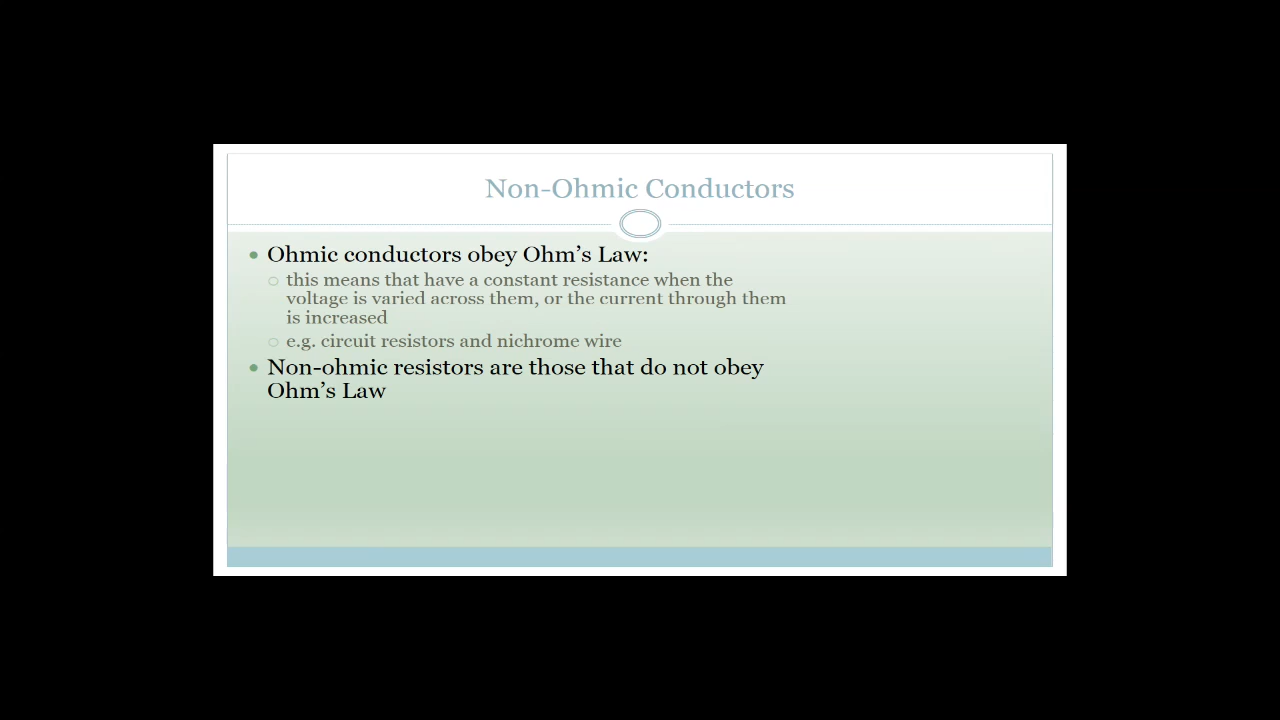 Non-Ohmic Conductors
Ohmic conductors obey Ohm's Law:
this means that have a constant resistance when the
voltage is varied across them, or the current through them
is increased
e.g. circuit resistors and nichrome wire
Non-ohmic resistors are those that do not obey
Ohm's Law